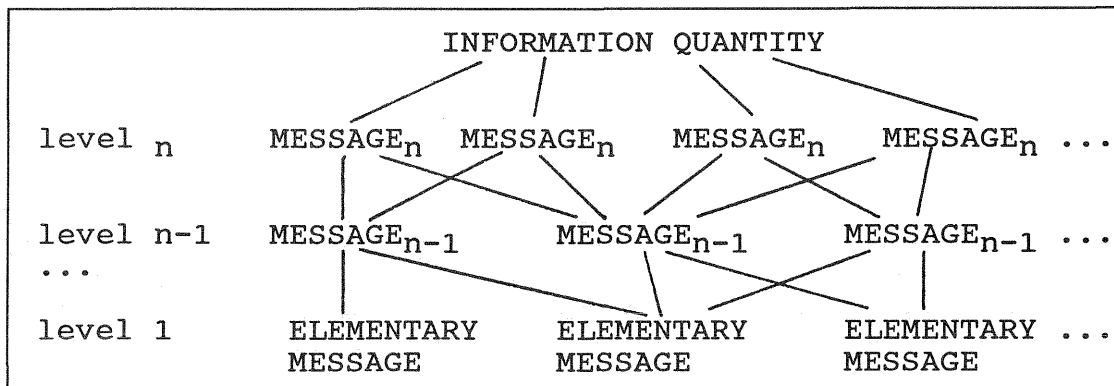 INFORMATION QUANTITY
level n MESSAGEn MESSAGEn MESSAGEn MESSAGEn ...
level n-1 MESSAGEn-1 MESSAGEn-1 MESSAGEn-1 ...
...
level 1 ELEMENTARY ELEMENTARY ELEMENTARY ...
MESSAGE MESSAGE MESSAGE